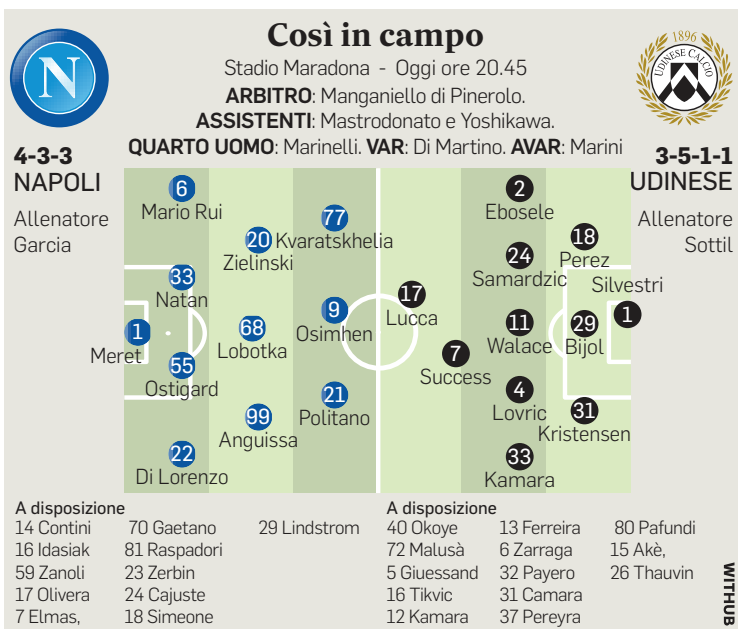 Così in campo
Stadio Maradona - Oggi ore 20.45
ARBITRO: Manganiello di Pinerolo.
ASSISTENTI: Mastrodonato e Yoshikawa.
QUARTO UOMO: Marinelli. VAR: Di Martino. AVAR: Marini
N
1896
UDINESE CALCIO
4-3-3
NAPOLI
Allenatore
Garcia
3-5-1-1
UDINESE
Allenatore
Sottil
6
Mario Rui
33
Natan
1
Meret
55
Ostigard
22
Di Lorenzo
20
Zielinski
68
Lobotka
99
Anguissa
77
Kvaratskhelia
9
Osimhen
21
Politano
17
Lucca
7
Success
2
Ebosele
24
Samardzic
11
Walace
4
Lovric
33
Kamara
18
Perez
29
Bijol
31
Kristensen
Silvestri
1
A disposizione
14 Contini
16 Idasiak
59 Zanoli
17 Olivera
7 Elmas,
70 Gaetano
81 Raspadori
23 Zerbin
24 Cajuste
18 Simeone
29 Lindstrom
A disposizione
40 Okoye
72 Malusà
5 Giuessand
16 Tikvic
12 Kamara
13 Ferreira
6 Zarraga
32 Payero
31 Camara
37 Pereyra
80 Pafundi
15 Akè,
26 Thauvin
WITHUB